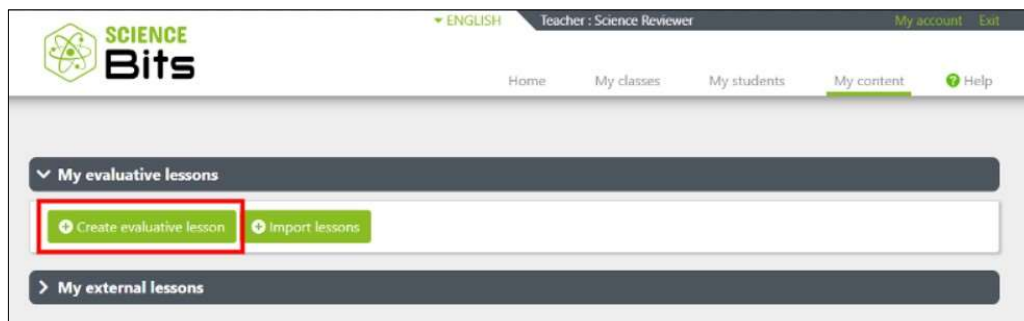 ENGLISH Teacher : Science Reviewer My account Exit
SCIENCE
Bits
Home My classes My students My content Help
My evaluative lessons
Create evaluative lesson Import lessons
My external lessons